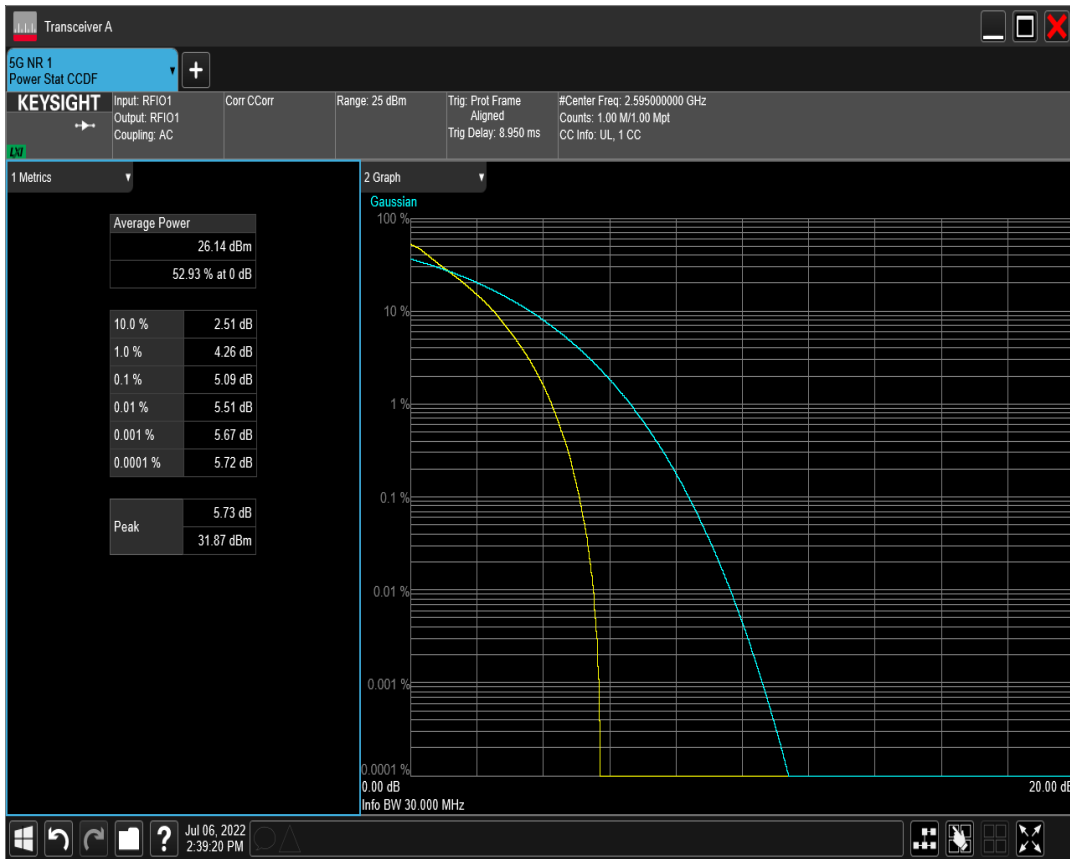 Transceiver A
5G NR 1
Power Stat CCDF
+
KEYSIGHT
LXI
Input: RFIO1
Output: RFIO1
Coupling: AC
Corr CCorr
Range: 25 dBm
Trig: Prot Frame
Aligned
Trig Delay: 8.950 ms
#Center Freq: 2.595000000 GHz
Counts: 1.00 M/1.00 Mpt
CC Info: UL, 1 CC
1 Metrics
Average Power
26.14 dBm
52.93 % at 0 dB
10.0 % 2.51 dB
1.0 % 4.26 dB
0.1 % 5.09 dB
0.01 % 5.51 dB
0.001 % 5.67 dB
0.0001 % 5.72 dB
Peak
5.73 dB
31.87 dBm
2 Graph
Gaussian
100 %
10 %
1 %
0.1 %
0.01 %
0.001 %
0.0001 %
0.00 dB 20.00 dB
Info BW 30.000 MHz
?
Jul 06, 2022
2:39:20 PM